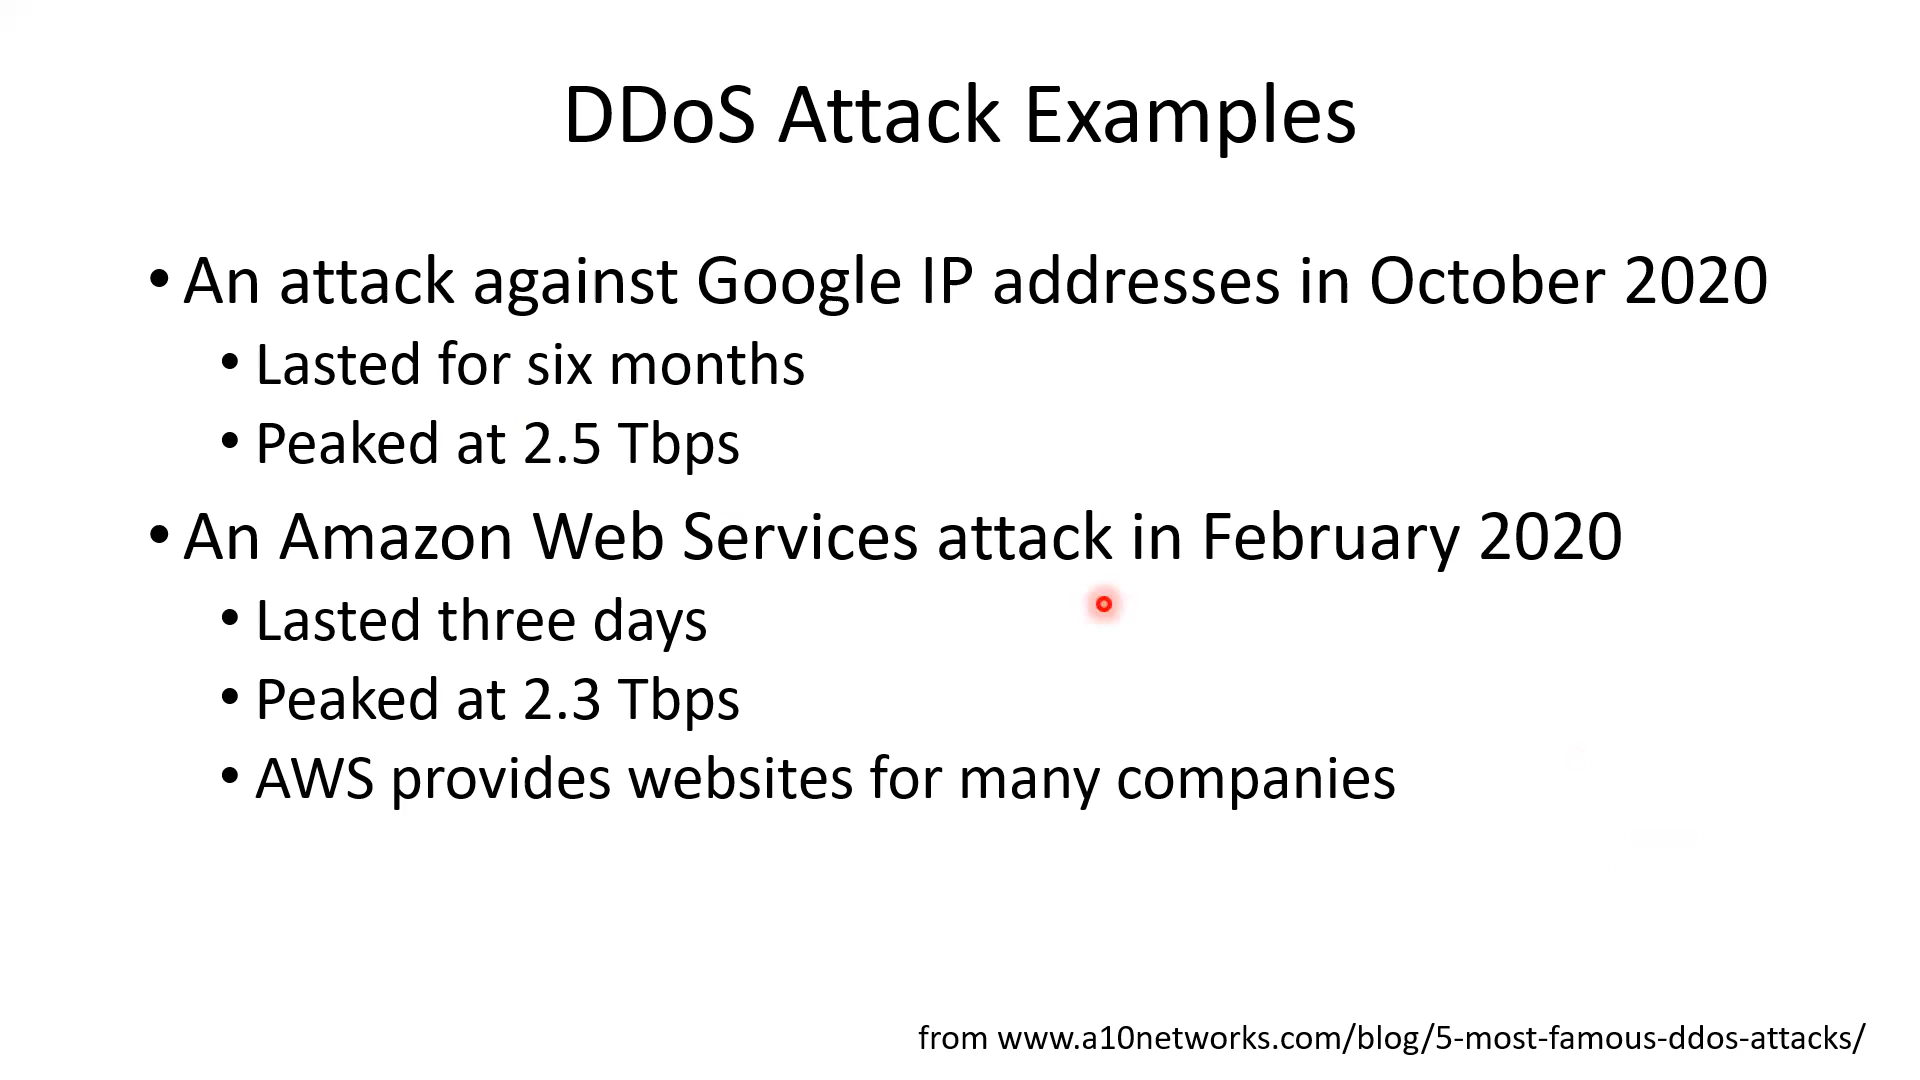 DDoS Attack Examples
• An attack against Google IP addresses in October 2020
• Lasted for six months
• Peaked at 2.5 Tbps
• An Amazon Web Services attack in February 2020
• Lasted three days
• Peaked at 2.3 Tbps
• AWS provides websites for many companies
from www.a10networks.com/blog/5-most-famous-ddos-attacks/